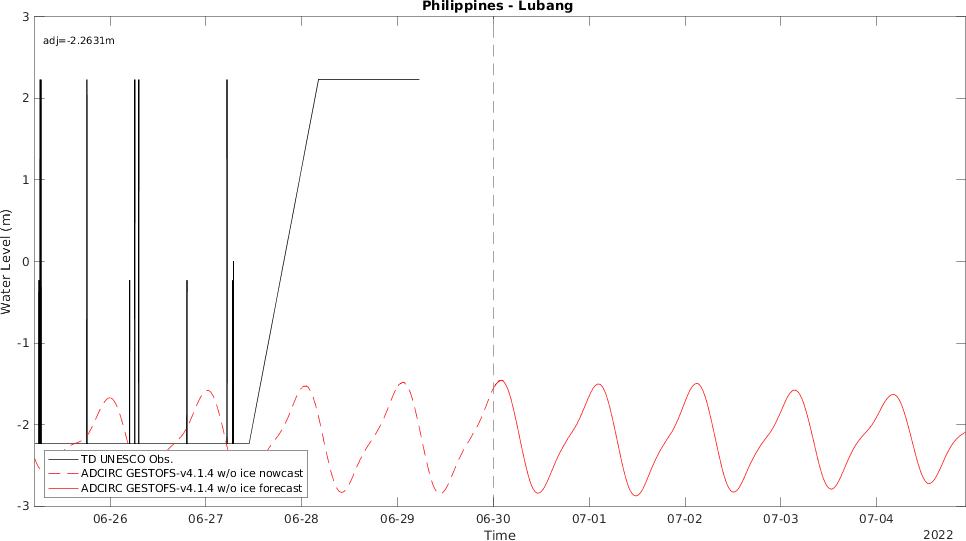 Philippines - Lubang
adj=-2.2631m
3
2
1
0
-1
-2
-3
Water Level (m)
TD UNESCO Obs.
ADCIRC GESTOFS-v4.1.4 w/o ice nowcast
ADCIRC GESTOFS-v4.1.4 w/o ice forecast
06-26 06-27 06-28 06-29 06-30 07-01 07-02 07-03 07-04
Time
2022